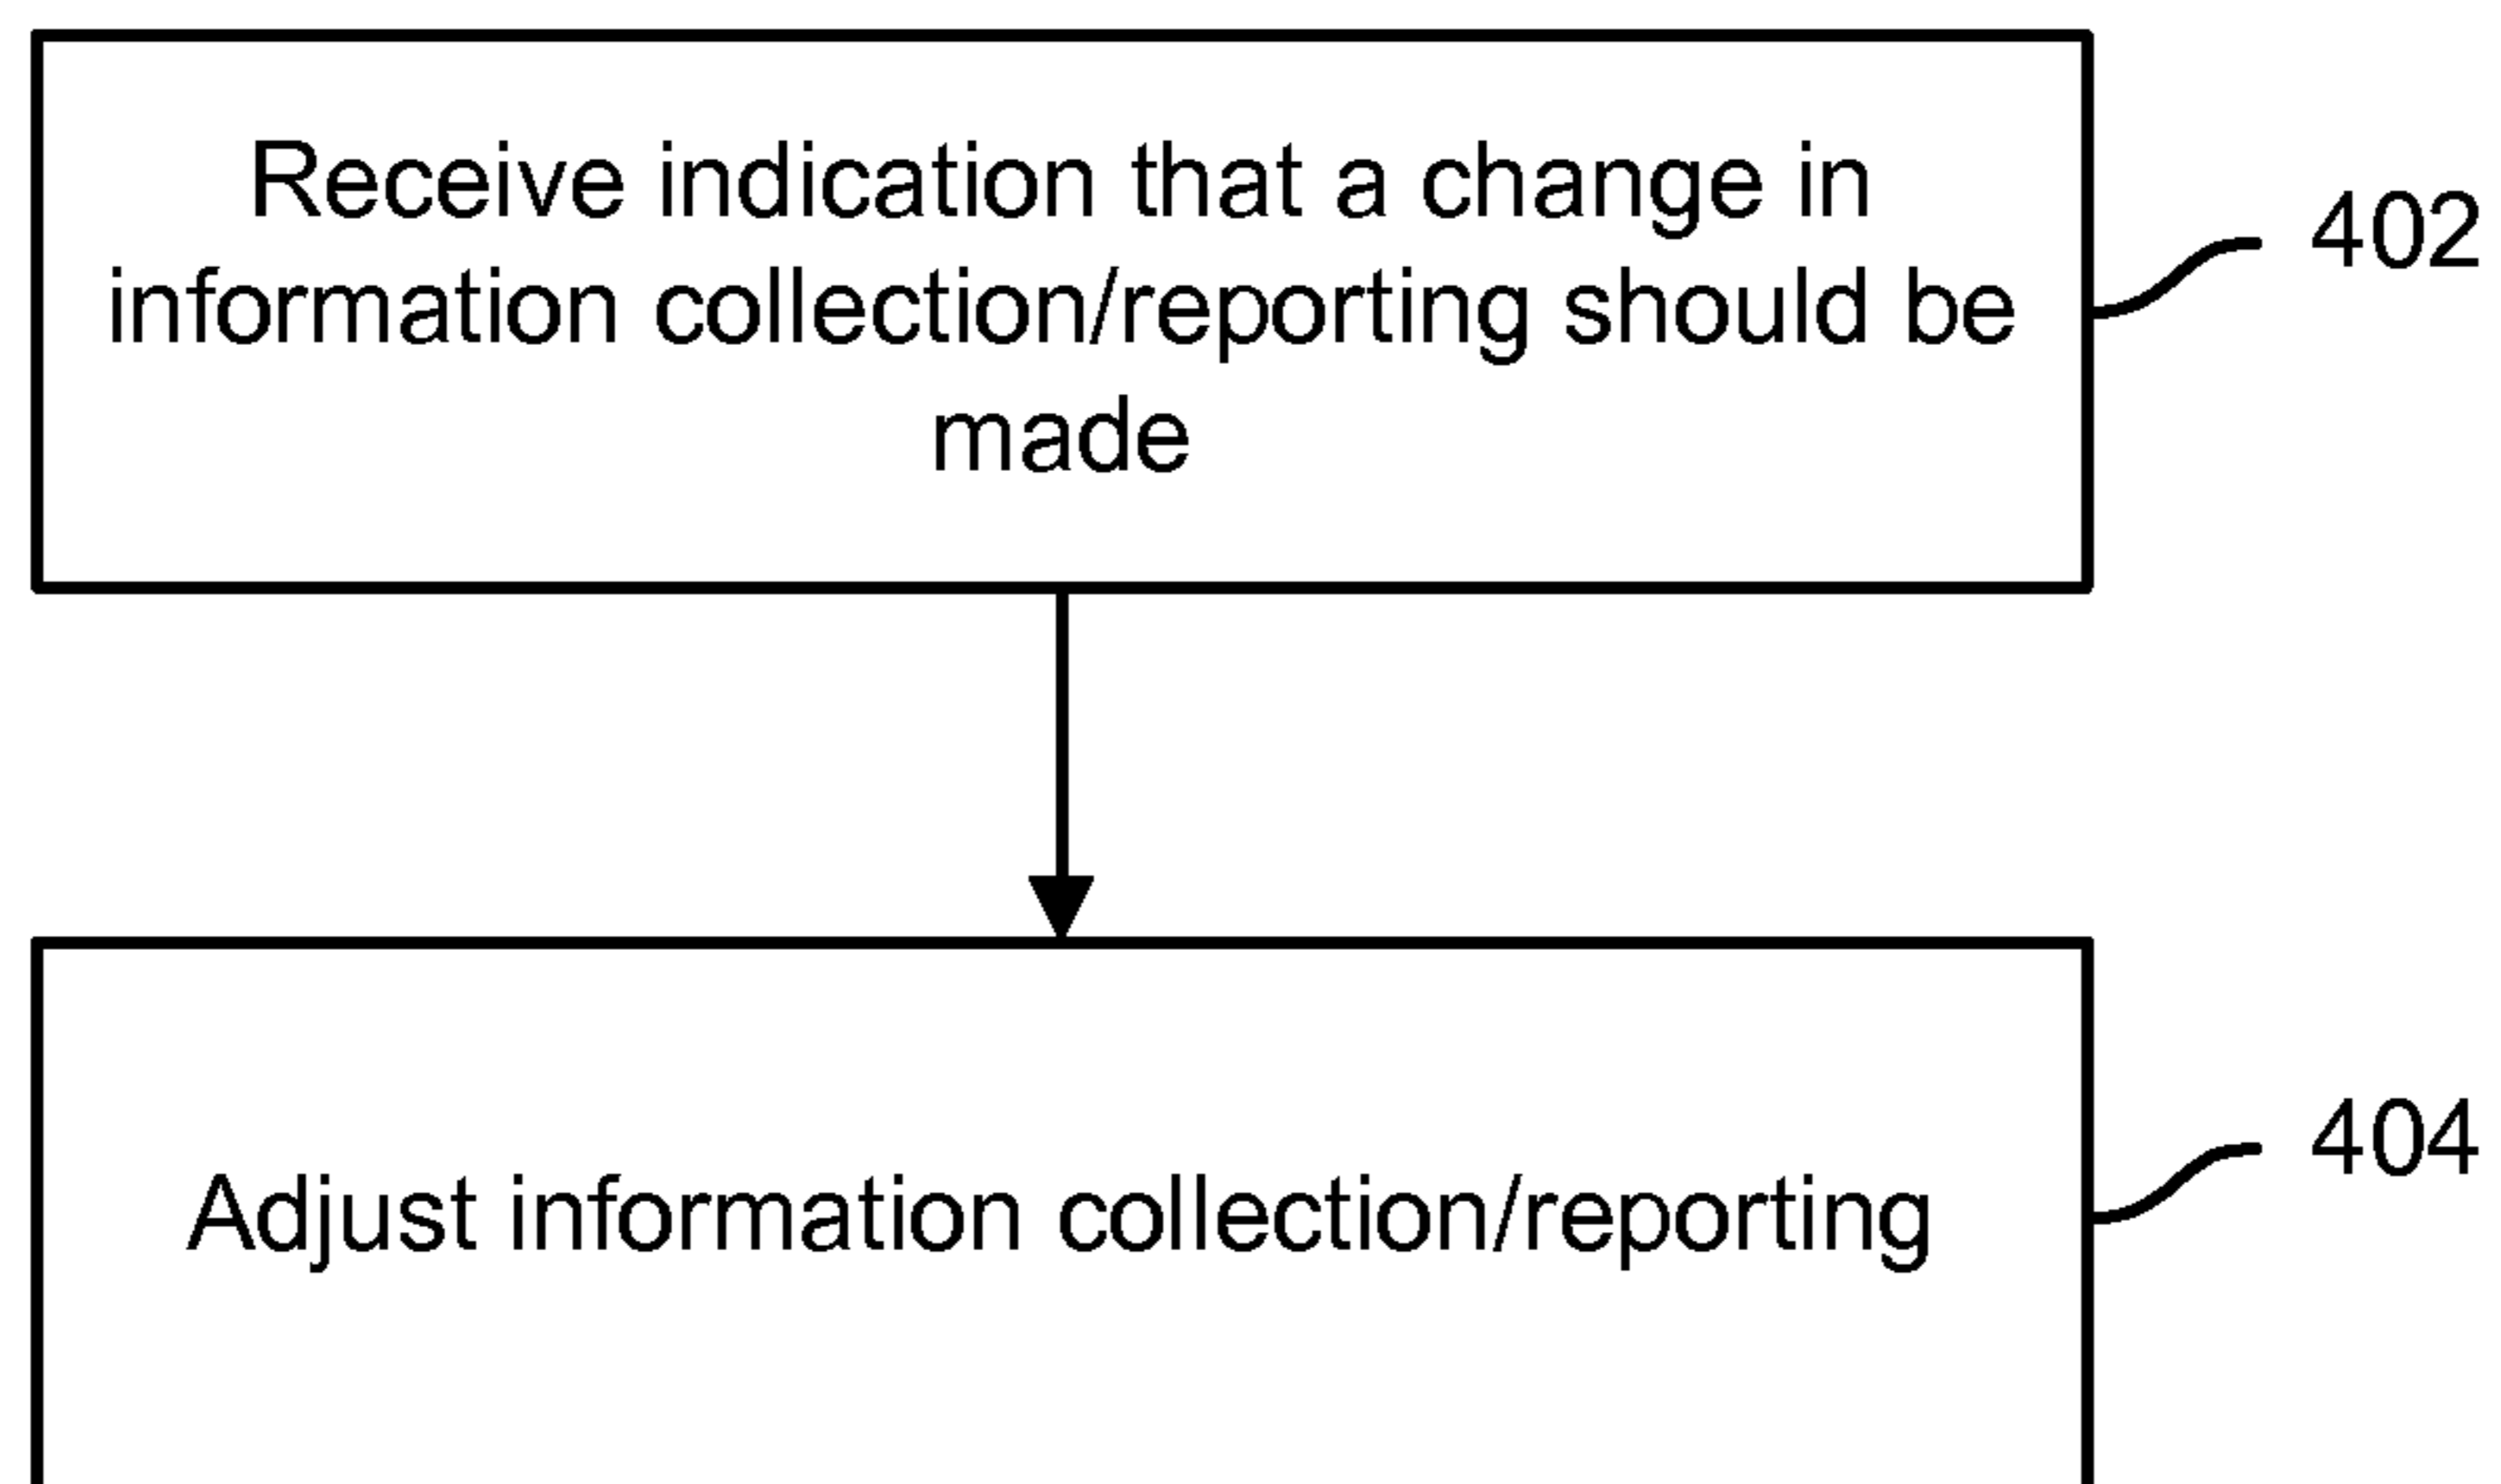 Receive indication that a change in
information collection/reporting should be
made
402
Adjust information collection/reporting
404